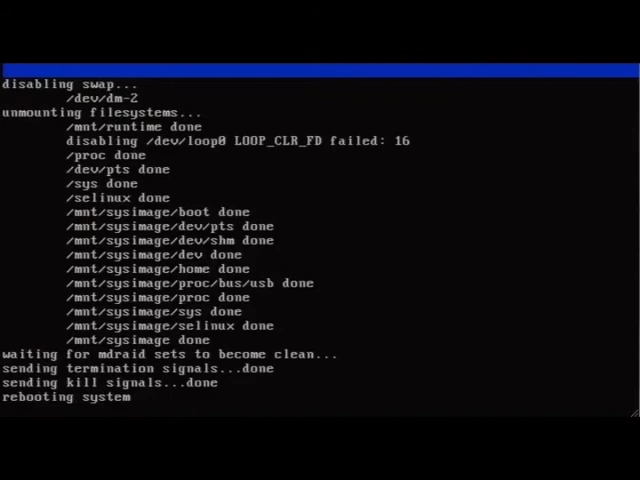 disabling swap...
/dev/dm-2
unmounting filesystems...
/mnt/runtime done
disabling /dev/loop0 LOOP_CLR_FD failed: 16
/proc done
/dev/pts done
/sys done
/selinux done
/mnt/sysimage/boot done
/mnt/sysimage/dev/pts done
/mnt/sysimage/dev/shm done
/mnt/sysimage/dev done
/mnt/sysimage/home done
/mnt/sysimage/proc/bus/usb done
/mnt/sysimage/proc done
/mnt/sysimage/sys done
/mnt/sysimage/selinux done
/mnt/sysimage done
waiting for mdraid sets to become clean...
sending termination signals...done
sending kill signals...done
rebooting system